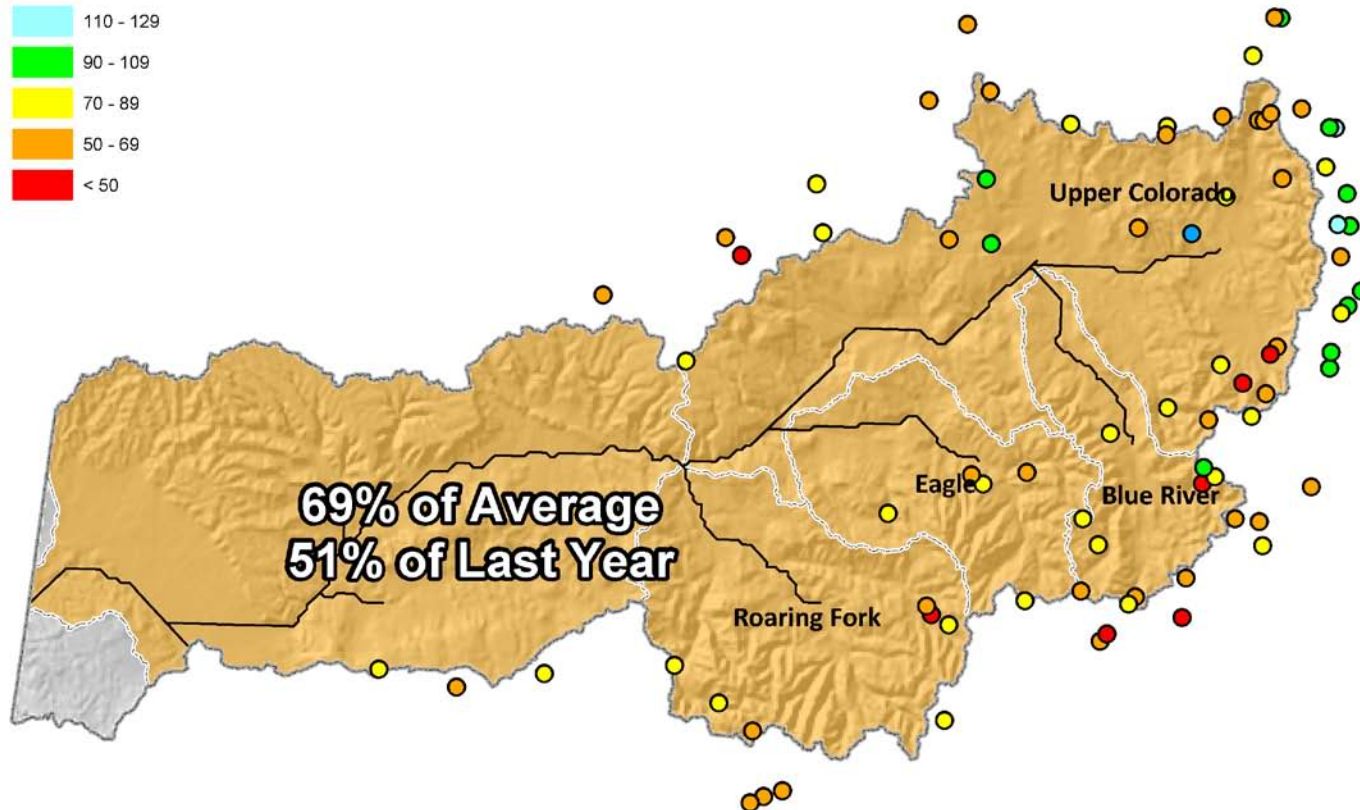 110 - 129
90 - 109
70 - 89
50 - 69
< 50
Upper Colorado
69% of Average
51% of Last Year
Eagle
Blue River
Roaring Fork